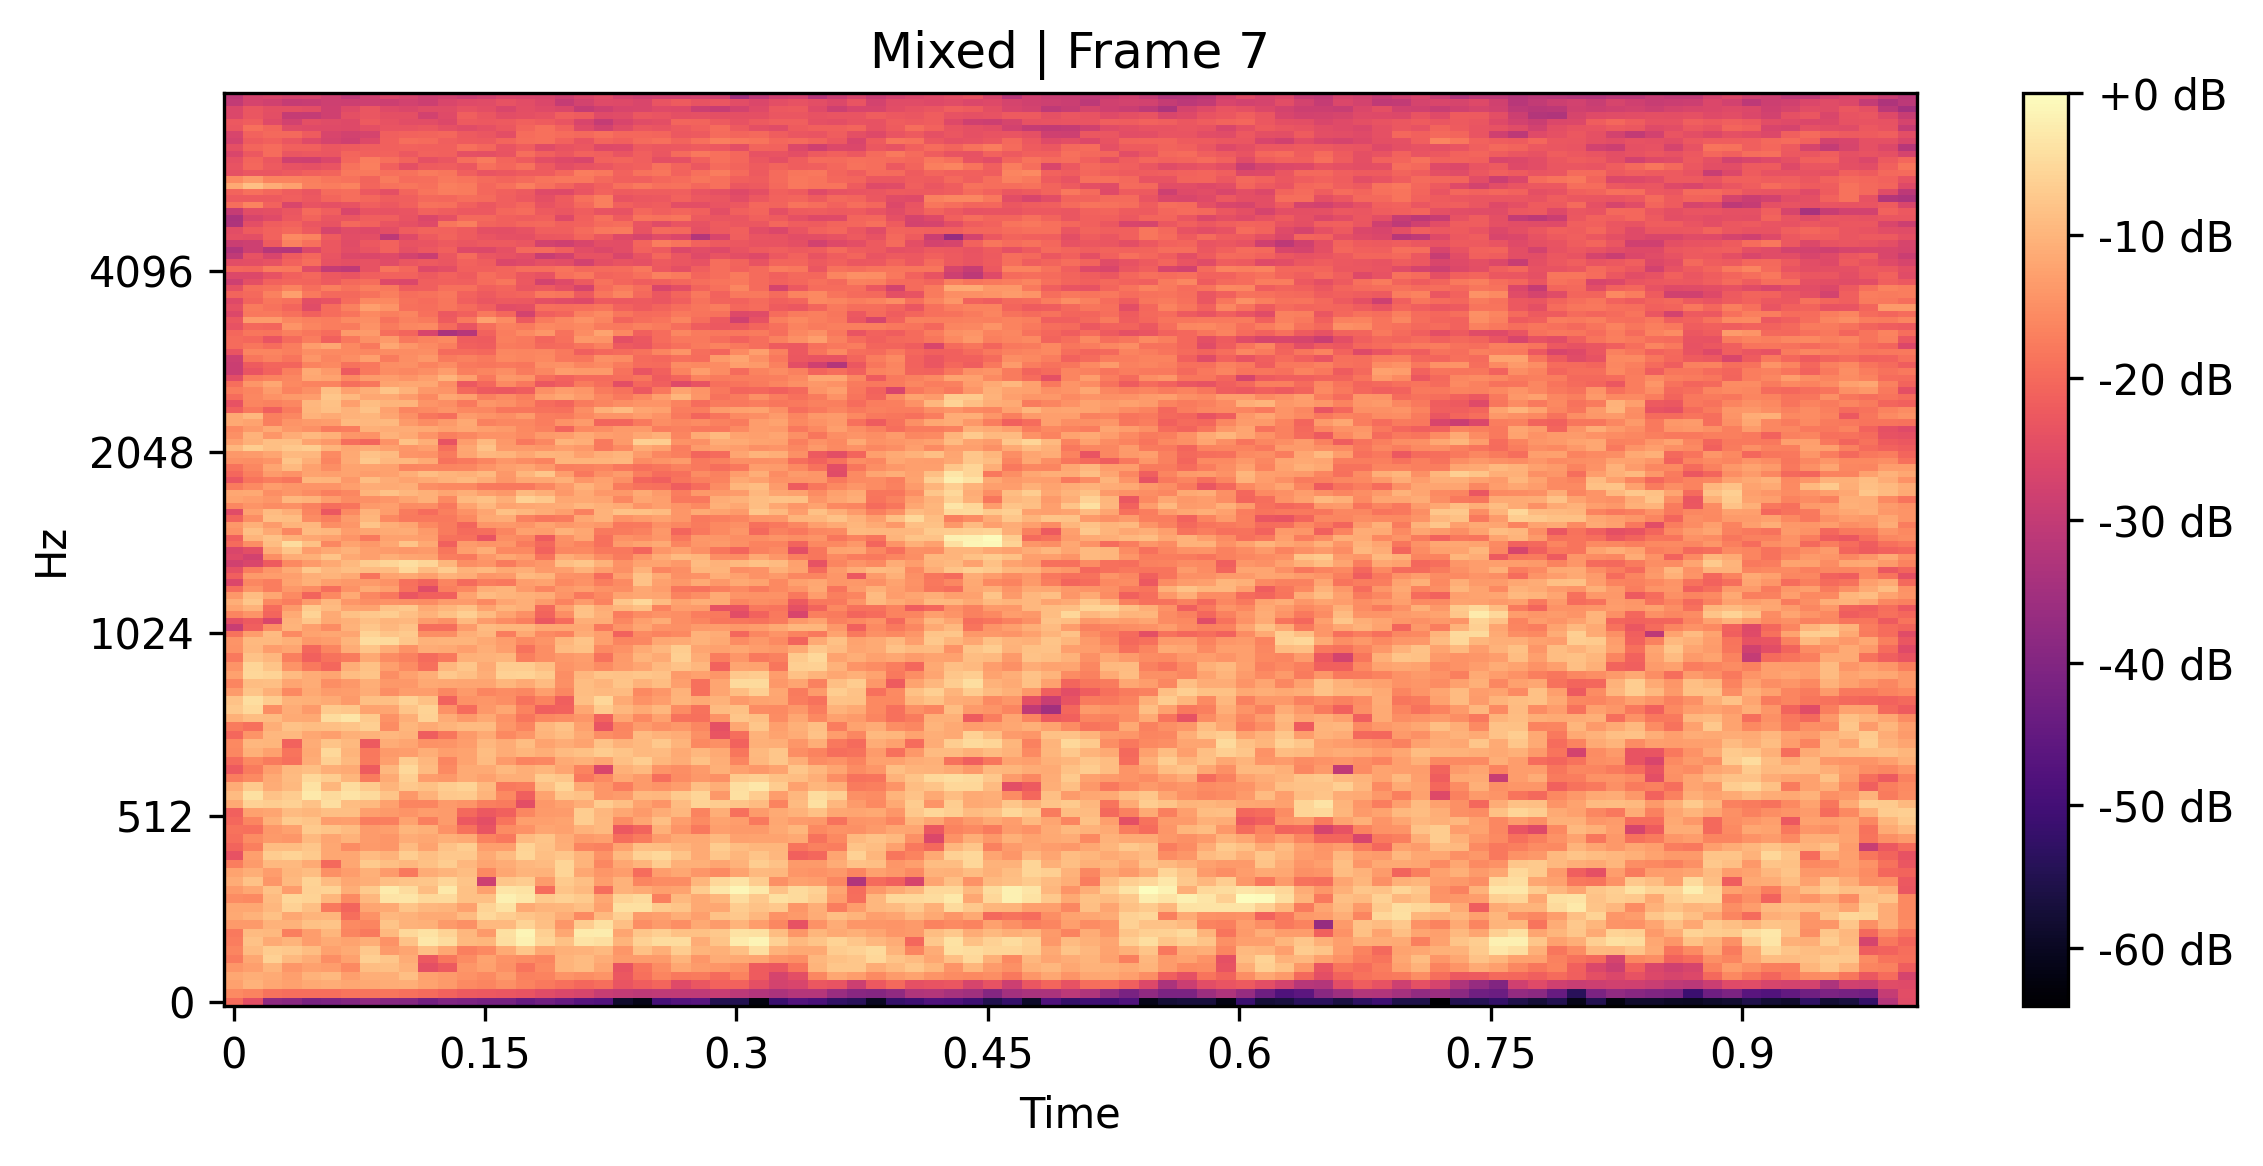 Mixed | Frame 7
+0 dB
-10 dB
-20 dB
-30 dB
-40 dB
-50 dB
-60 dB
Hz
4096
2048
1024
512
0
0 0.15 0.3 0.45 0.6 0.75 0.9
Time